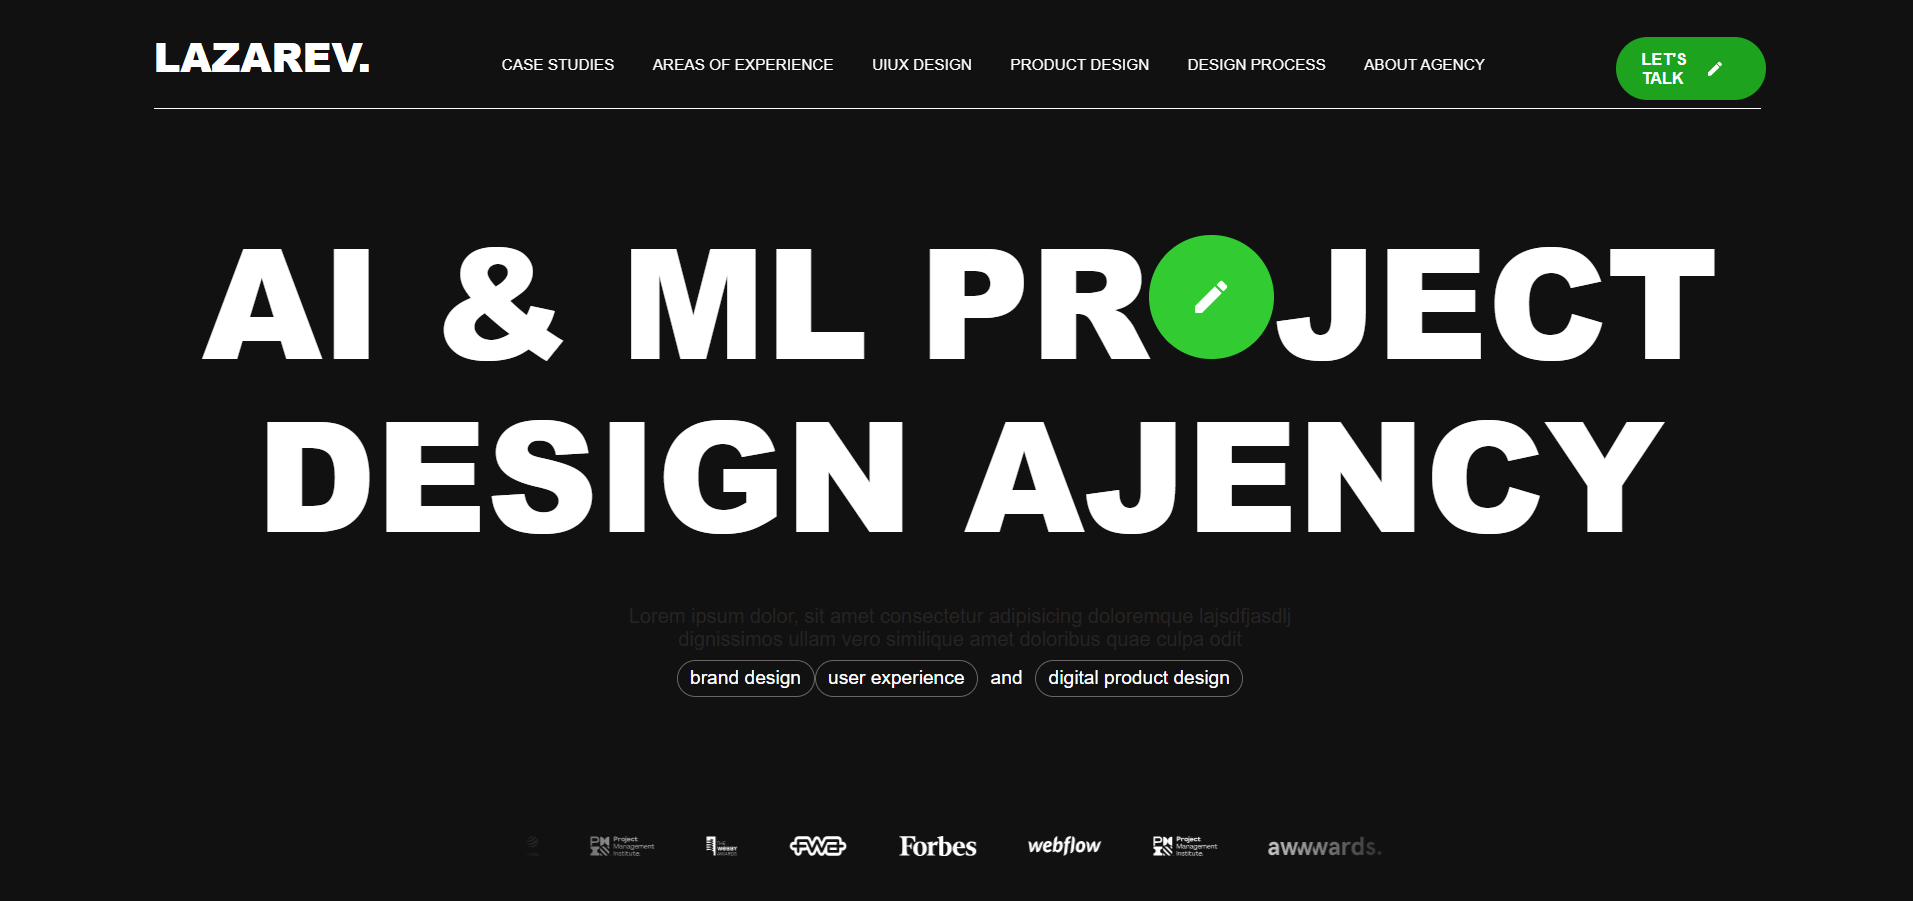 LAZAREV.
CASE STUDIES AREAS OF EXPERIENCE UIUX DESIGN PRODUCT DESIGN DESIGN PROCESS ABOUT AGENCY
LET'S
TALK
AI & ML PR JECT
DESIGN AJENCY
Lorem ipsum dolor, sit amet consectetur adipisicing doloremque lajsdfjasdlj
dignissimos ullam vero similique amet doloribus quae culpa odit
brand design user experience and digital product design
Project
Management
Institute.
THE
WEBBY
AWARDS
FWA
Forbes
webflow
Project
Management
Institute.
awwwards.